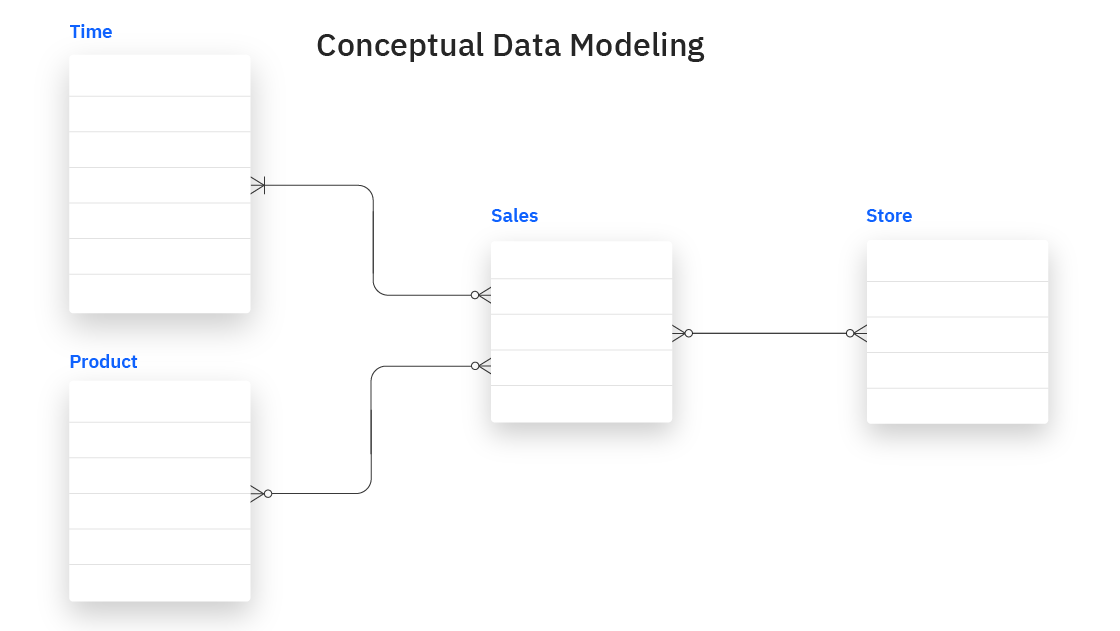 Time
Conceptual Data Modeling
Sales
Store
Product